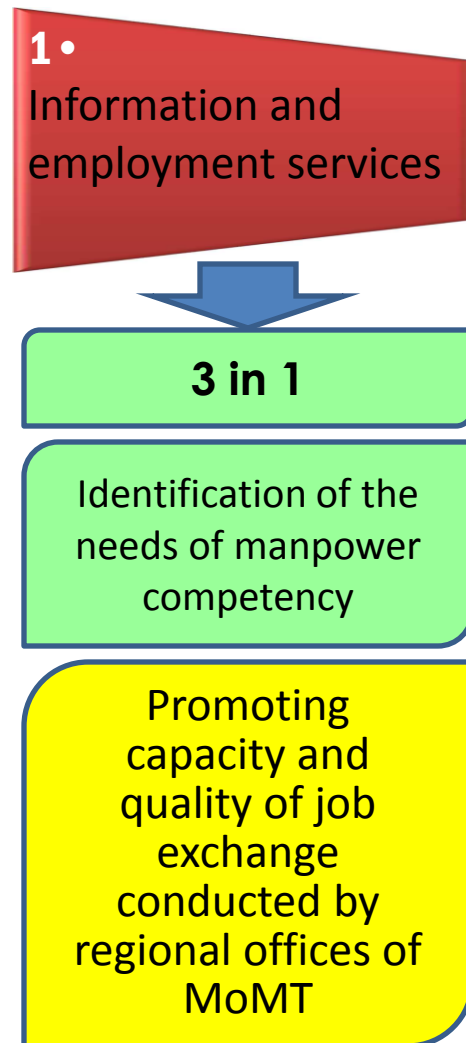 1•
Information and
employment services
3 in 1
Identification of the
needs of manpower
competency
Promoting
capacity and
quality of job
exchange
conducted by
regional offices of
MoMT